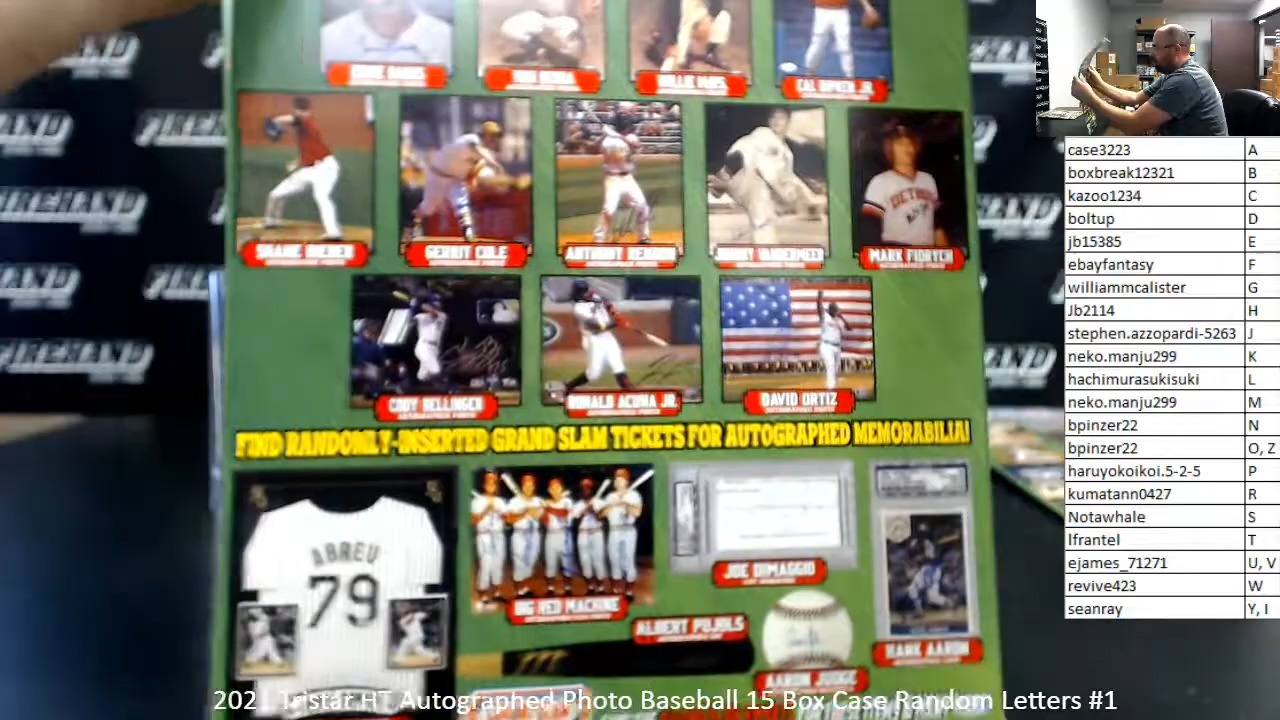 CAL RIPKEN JR.
GERRIT COLE
ANTHONY RENDON
MARK FIDRYCH
DETROIT
CODY BELLINGER
RONALD ACUNA JR.
DAVID ORTIZ
FIND RANDOMLY-INSERTED GRAND SLAM TICKETS FOR AUTOGRAPHED MEMORABILIA!
ABREU
79
BIG RED MACHINE
JOE DIMAGGIO
ALBERT PUJOLS
AARON JUDGE
HANK AARON
FIREHAND
case3223 A
boxbreak12321 B
kazoo1234 C
boltup D
jb15385 E
ebayfantasy F
williammcalister G
Jb2114 H
stephen.azzopardi-5263 J
neko.manju299 K
hachimurasukisuki L
neko.manju299 M
bpinzer22 N
bpinzer22 O, Z
haruyokoikoi.5-2-5 P
kumatann0427 R
Notawhale S
lfrantel T
ejames_71271 U, V
revive423 W
seanray Y, I
2021 Tristar HT Autographed Photo Baseball 15 Box Case Random Letters #1